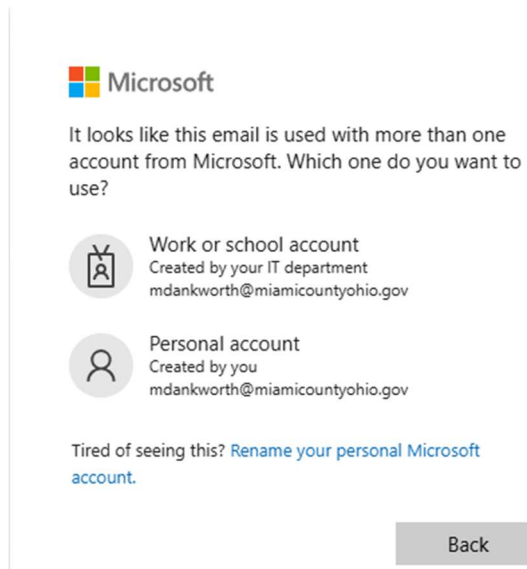 Microsoft
It looks like this email is used with more than one
account from Microsoft. Which one do you want to
use?
Work or school account
Created by your IT department
mdankworth@miamicountyohio.gov
Personal account
Created by you
mdankworth@miamicountyohio.gov
Tired of seeing this? Rename your personal Microsoft
account.
Back